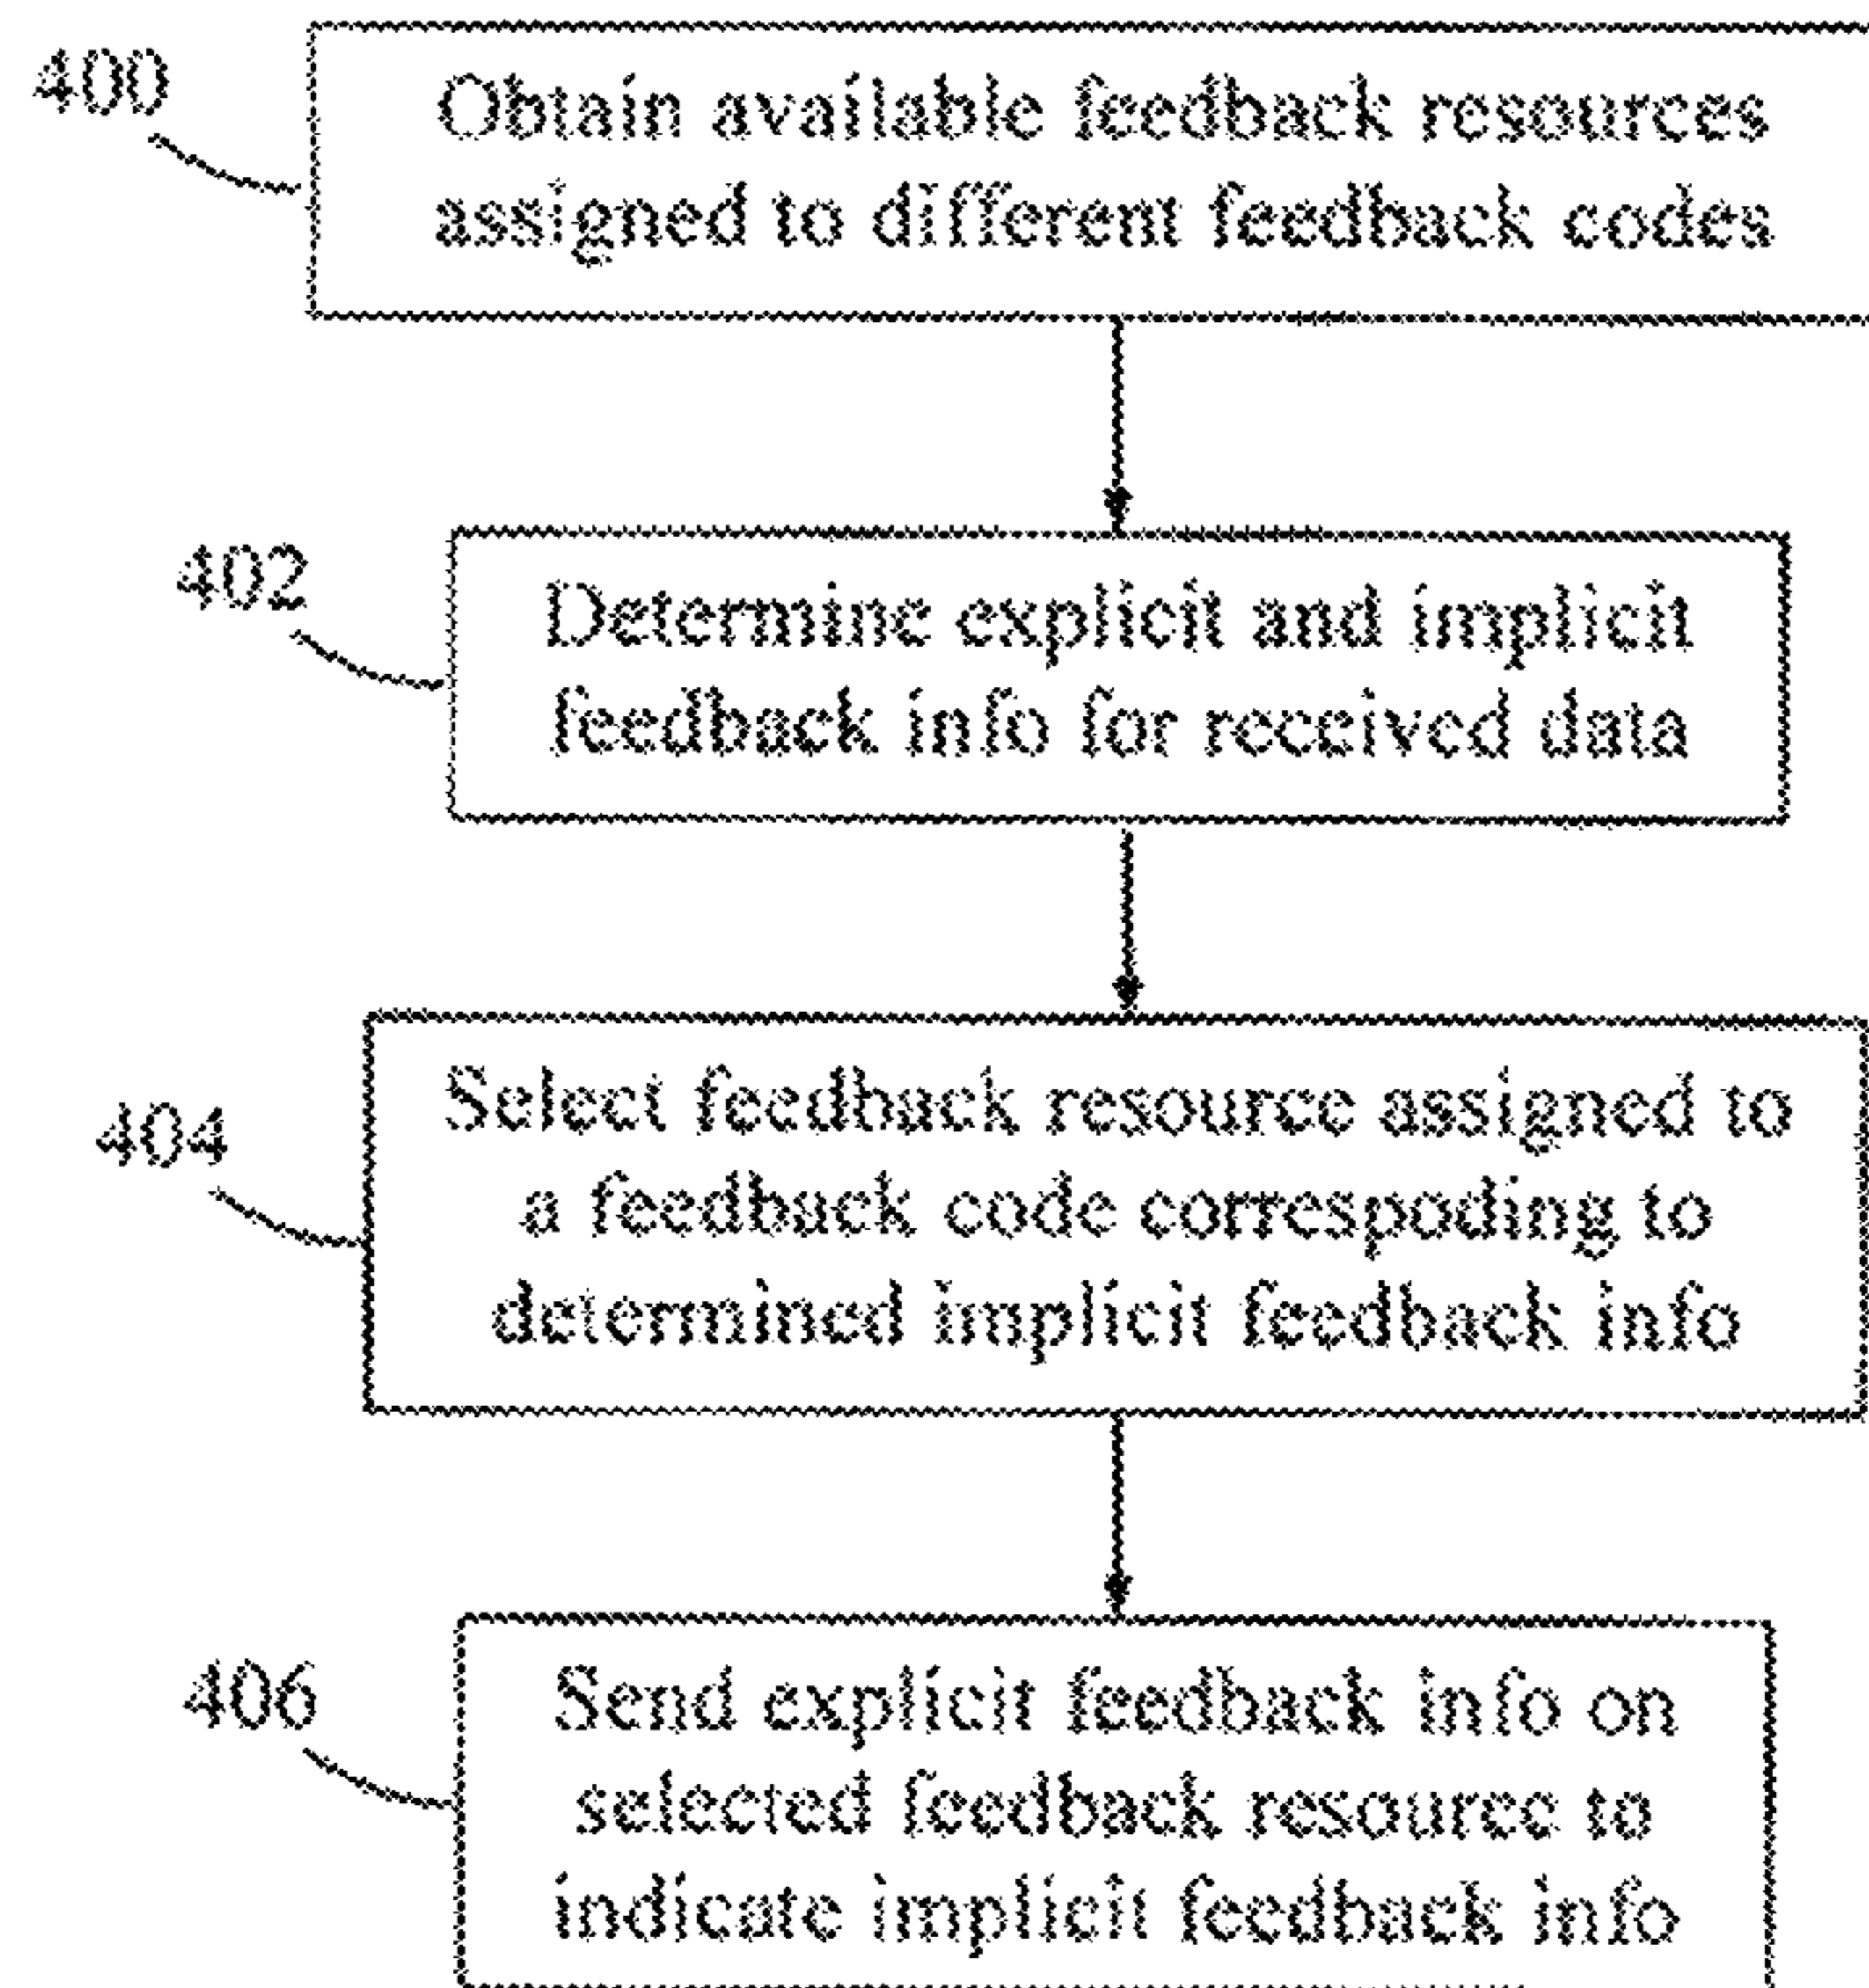 400
Obtain available feedback resources
assigned to different feedback codes
402
Determine explicit and implicit
feedback info for received data
404
Select feedback resource assigned to
a feedback code correspoding to
determined implicit feedback info
406
Send explicit feedback info on
selected feedback resource to
indicate implicit feedback info